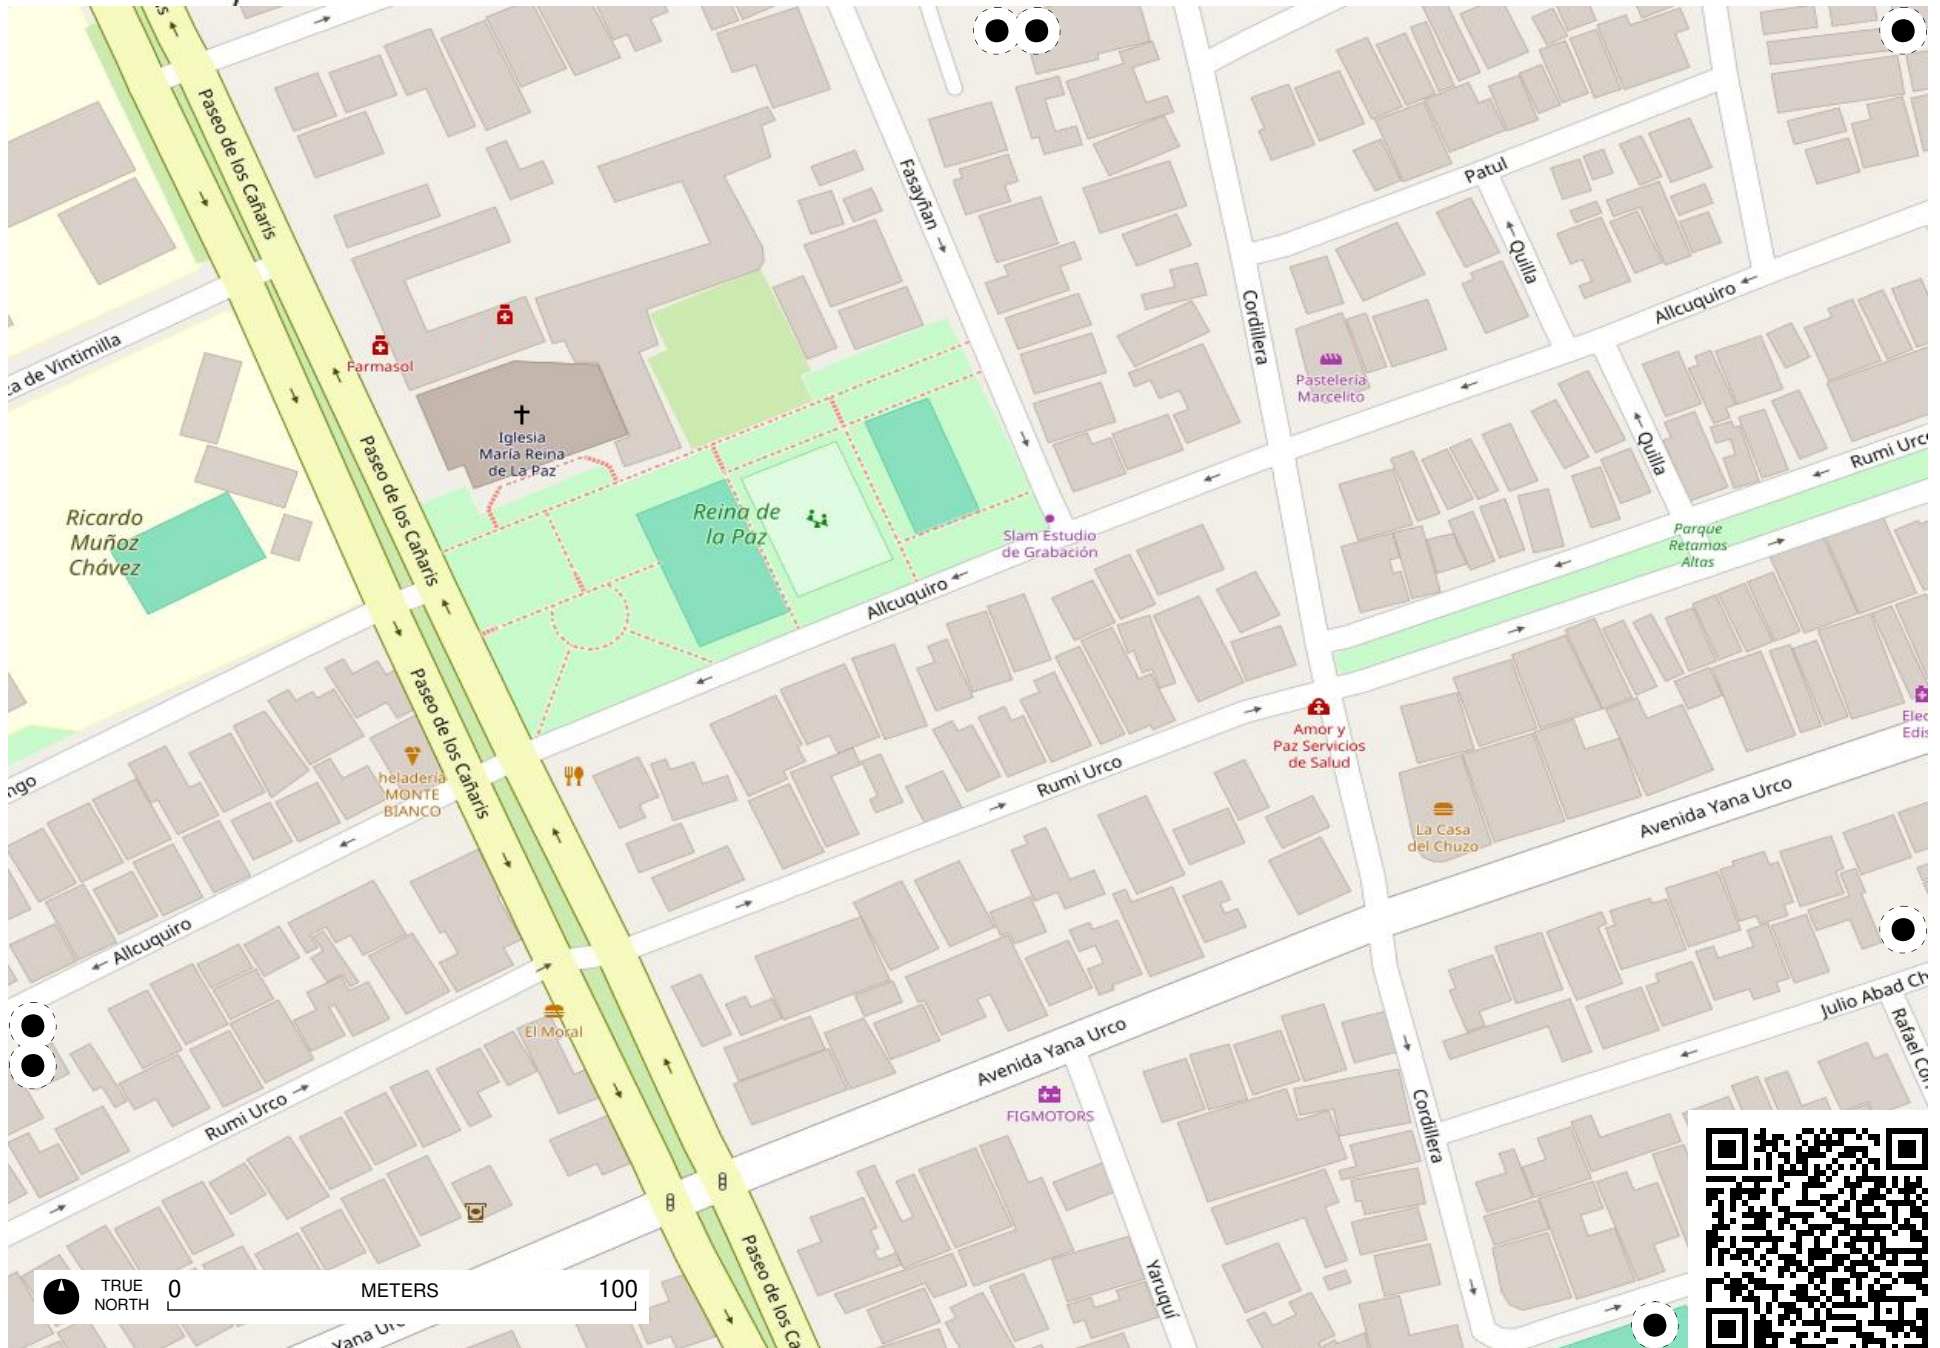 Paseo de los Cañaris
Fasayñan
Patul
Quilla
Allcuquiro
Cordillera
de Vintimilla
Farmasol
Pastelería
Marcelito
Iglesia
María Reina
de La Paz
Paseo de los Cañaris
Quilla
Rumi Urco
Ricardo
Muñoz
Chávez
Reina de
la Paz
Slam Estudio
de Grabación
Parque
Retamas
Altas
Allcuquiro
Paseo de los Cañaris
Amor y
Paz Servicios
de Salud
heladería
MONTE
BIANCO
Rumi Urco
Avenida Yana Urco
La Casa
del Chuzo
Allcuquiro
Julio Abad
Rafael
El Moral
Avenida Yana Urco
FIGMOTORS
Rumi Urco
Cordillera
Paseo de los
Yaruquí
TRUE
NORTH
0 METERS 100
Yana